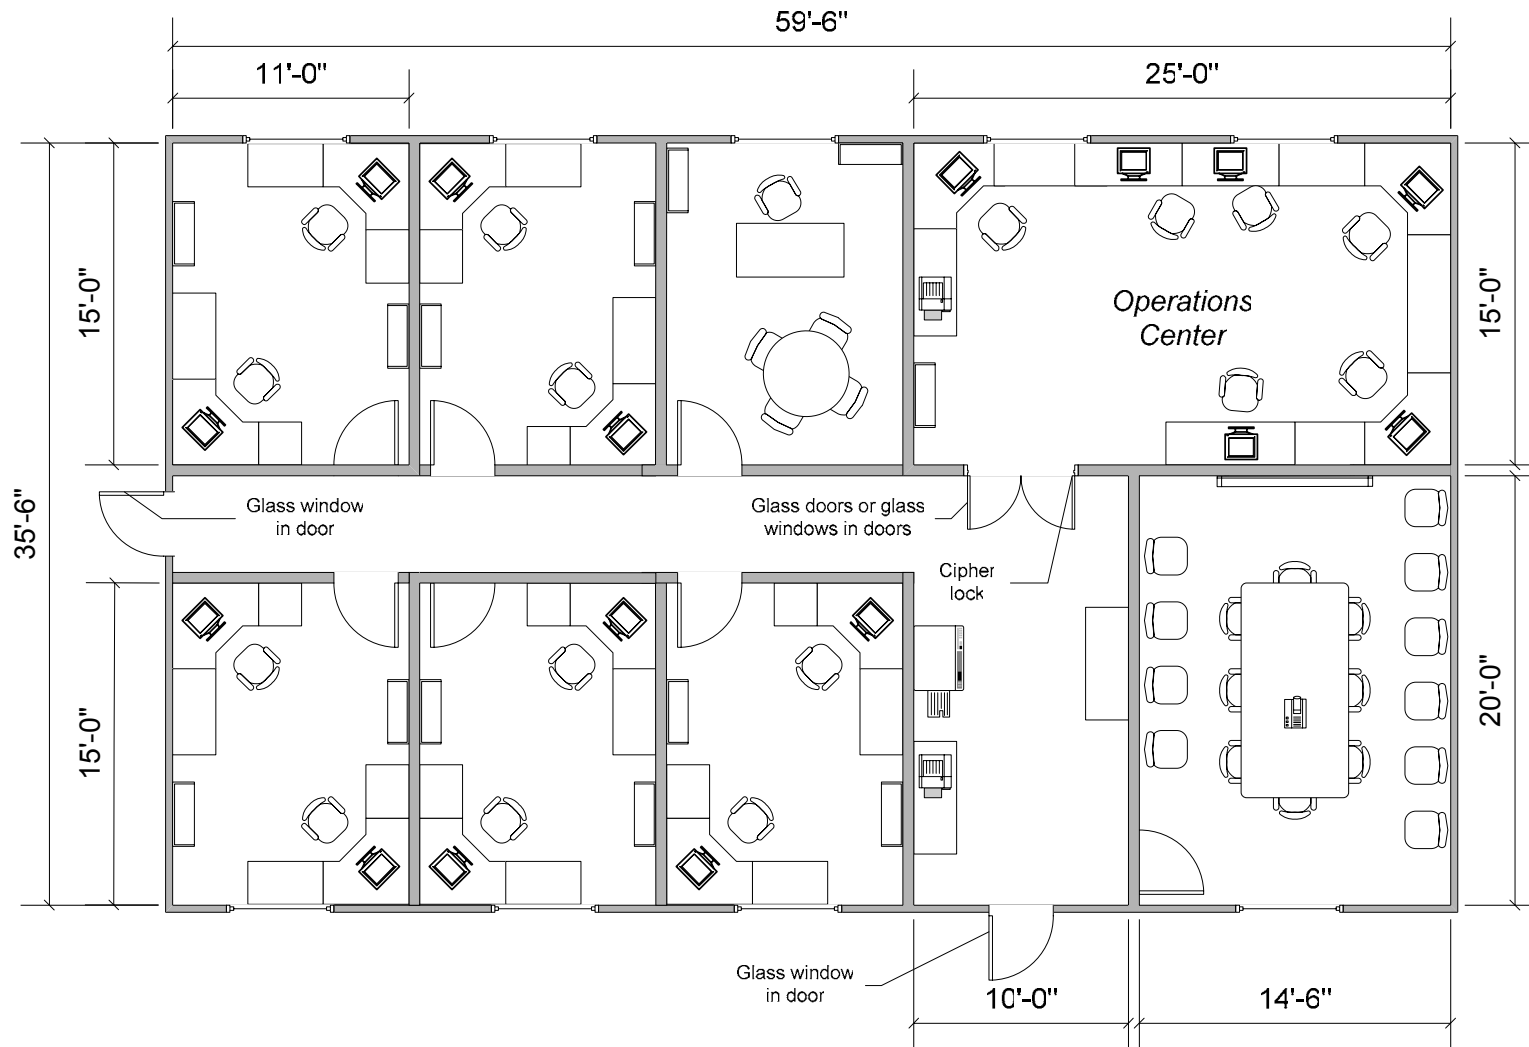 59'-6"
11'-0"
25'-0"
15'-0"
Operations
Center
15'-0"
35'-6"
Glass window
in door
Glass doors or glass
windows in doors
Cipher
lock
15'-0"
20'-0"
Glass window
in door
10'-0"
14'-6"